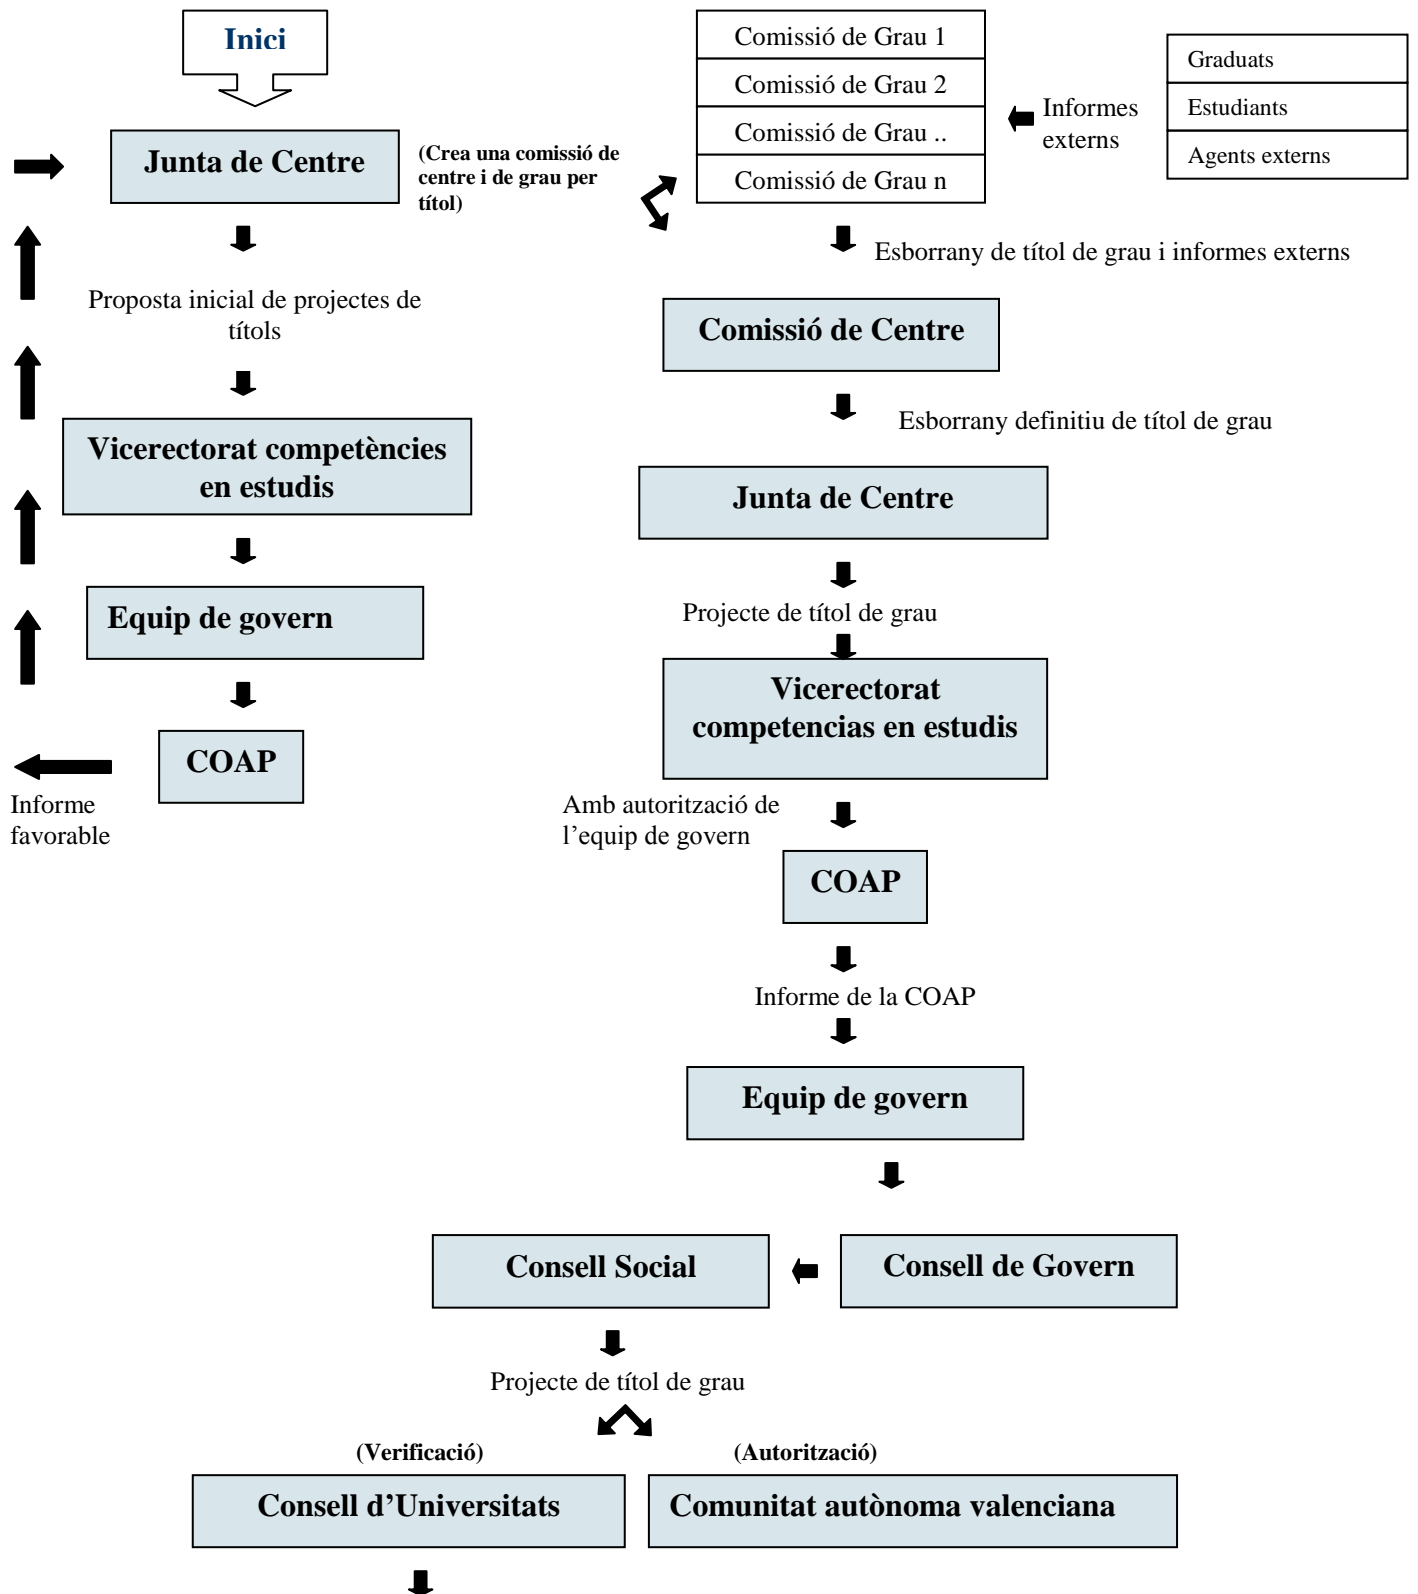 Inici
Junta de Centre
(Crea una comissió de
centre i de grau per
títol)
Proposta inicial de projectes de
títols
Vicerectorat competències
en estudis
Equip de govern
COAP
Informe
favorable
Comissió de Grau 1
Comissió de Grau 2
Comissió de Grau ..
Comissió de Grau n
Informes
externs
Graduats
Estudiants
Agents externs
Esborrany de títol de grau i informes externs
Comissió de Centre
Esborrany definitiu de títol de grau
Junta de Centre
Projecte de títol de grau
Vicerectorat
competencias en estudis
Amb autorització de
l’equip de govern
COAP
Informe de la COAP
Equip de govern
Consell Social
Consell de Govern
Projecte de títol de grau
(Verificació)
(Autorització)
Consell d’Universitats
Comunitat autònoma valenciana